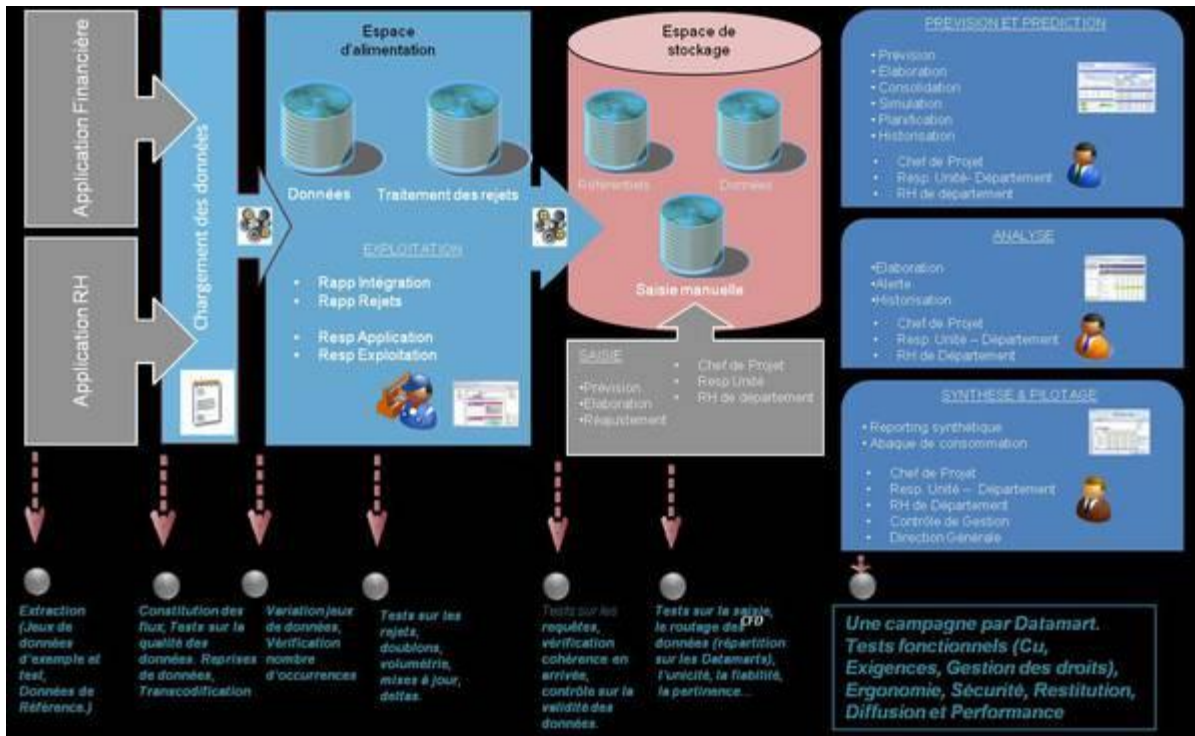 Application Financière
Application RH
Chargement des données
Espace
d'alimentation
Données
Traitement des rejets
EXPLOITATION
• Rapp Intégration
• Rapp Rejets
• Resp Application
• Resp Exploitation
Espace de
stockage
Référentiels
Données
Saisie manuelle
SAISIE
•Prévision
•Elaboration
•Réajustement
• Chef de Projet
• Resp Unité
• RH de département
PREVISION ET PREDICTION
• Prévision
• Elaboration
• Consolidation
• Simulation
• Planification
• Historisation
• Chef de Projet
• Resp. Unité- Département
• RH de département
ANALYSE
•Elaboration
•Alerte
•Historisation
• Chef de Projet
• Resp. Unité – Département
• RH de Département
SYNTHESE & PILOTAGE
• Reporting synthétique
• Abaque de consommation
• Chef de Projet
• Resp. Unité – Département
• RH de Département
• Contrôle de Gestion
• Direction Générale
Extraction
(Jeux de
données
d'exemple et
test,
Données de
Référence.)
Constitution des
flux, Tests sur la
qualité des
données. Reprises
de données,
Transcodification
Variation jeux
de données,
Vérification
nombre
d'occurrences
Tests sur les
rejets,
doublons,
volumétrie,
mises à jour,
deltas.
Tests sur les
requêtes,
vérification
cohérence en
arrivée,
contrôle sur la
validité des
données.
Tests sur la saisie,
le routage des
CFD
données (répartition
sur les Datamarts),
l'unicité, la fiabilité,
la pertinence...
Une campagne par Datamart.
Tests fonctionnels (Cu,
Exigences, Gestion des droits),
Ergonomie, Sécurité, Restitution,
Diffusion et Performance